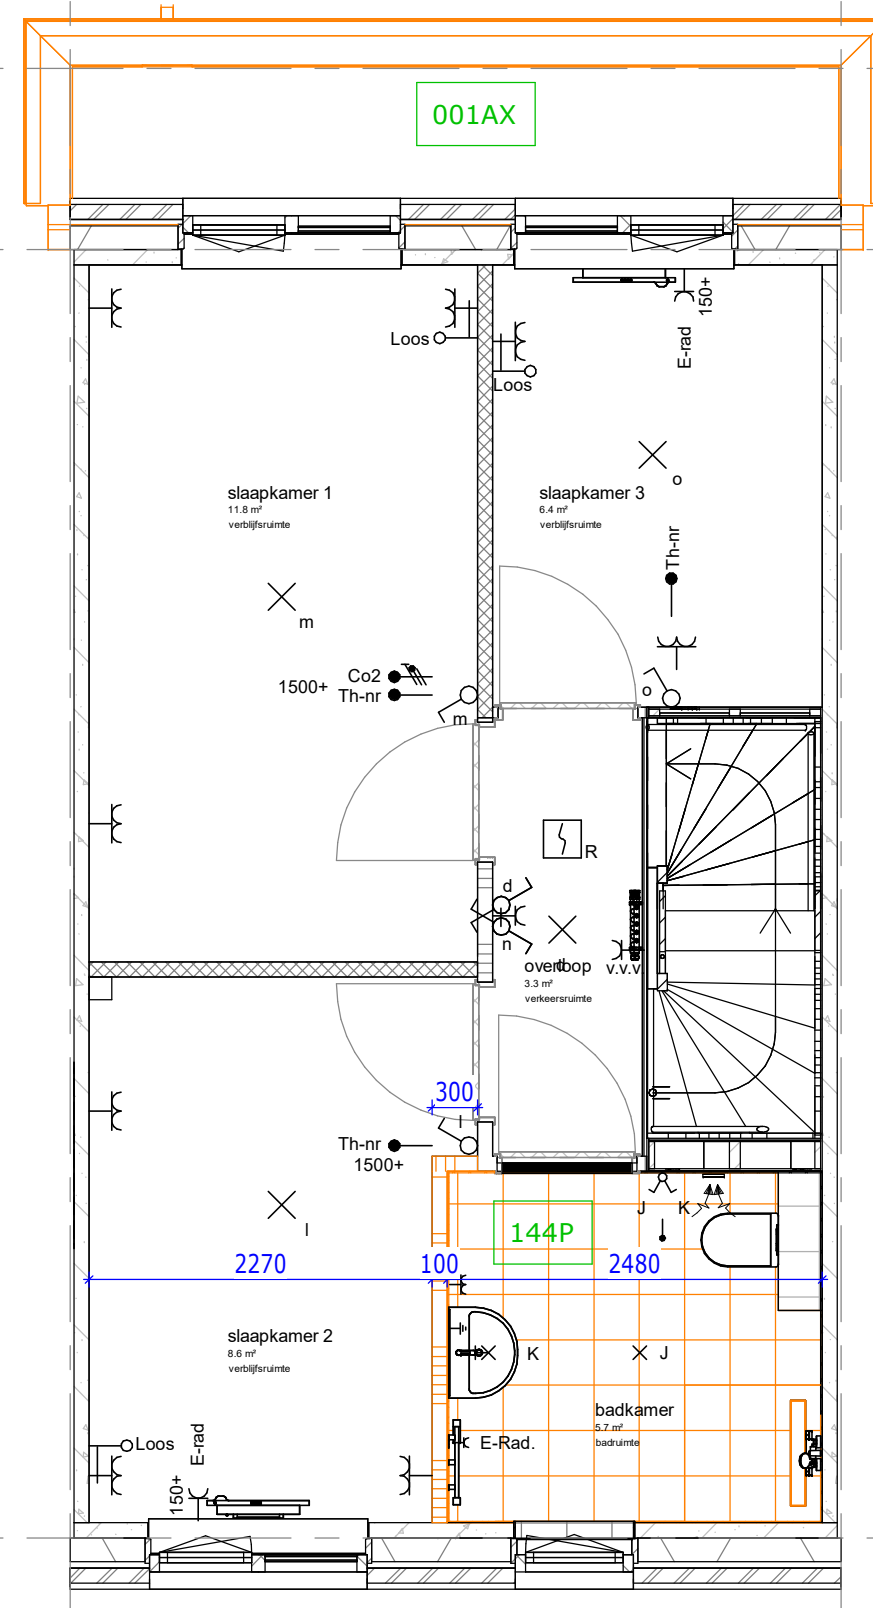 001AX
150+
E-rad
Loos
Loos
slaapkamer 1
11.8 m²
verblijfsruimte
slaapkamer 3
6.4 m²
verblijfsruimte
o
Th-nr
m
Co2
1500+
Th-nr
m
o
R
d
n
d
overloop
3.3 m²
verkeersruimte
v.v.v
300
l
Th-nr
1500+
l
J
K
144P
2270
100
2480
slaapkamer 2
8.6 m²
verblijfsruimte
K
J
badkamer
5.7 m²
badruimte
E-Rad.
Loos
E-rad
150+